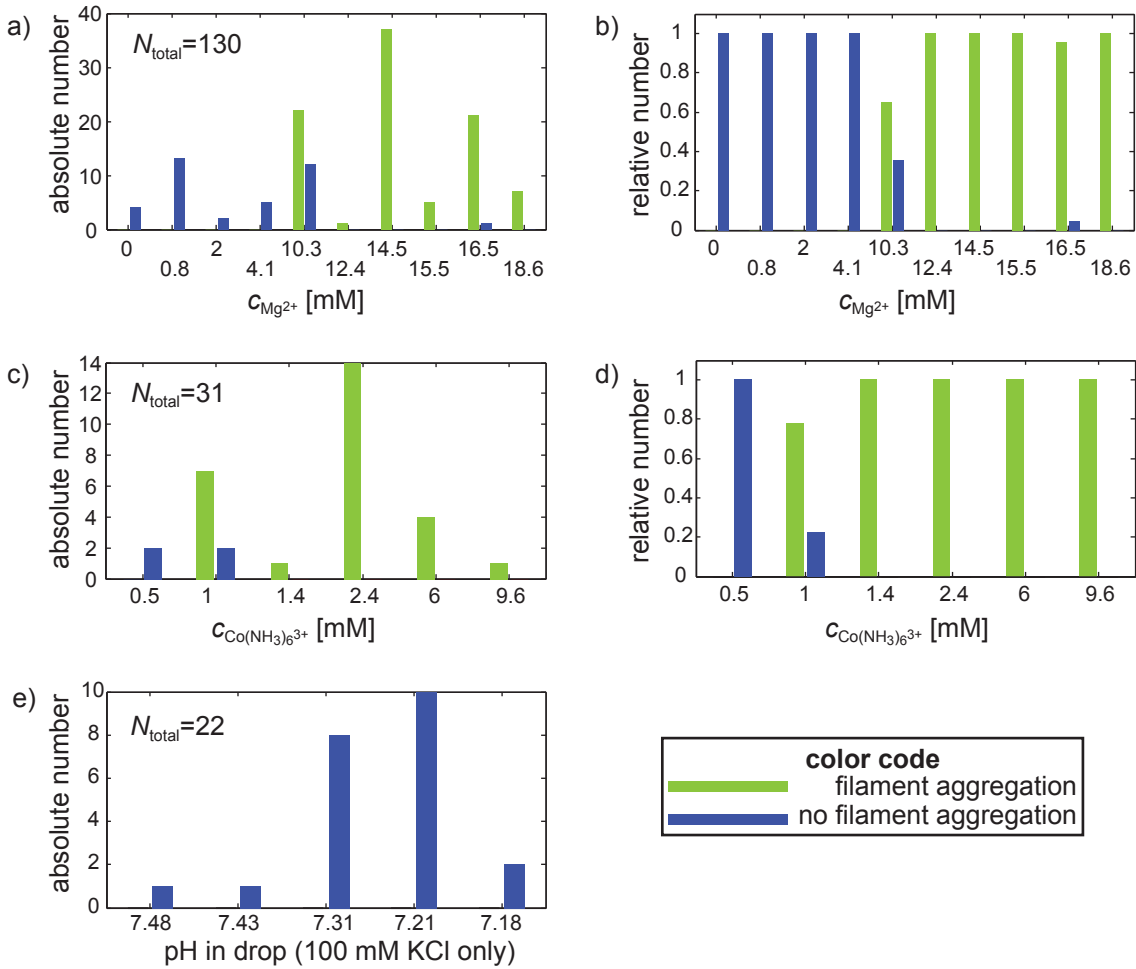 a)
N_total=130
absolute number
40
30
20
10
0
0 2 10.3 14.5 16.5
0.8 4.1 12.4 15.5 18.6
c_Mg²⁺ [mM]
b)
relative number
1
0.8
0.6
0.4
0.2
0
0 2 10.3 14.5 16.5
0.8 4.1 12.4 15.5 18.6
c_Mg²⁺ [mM]
c)
N_total=31
absolute number
14
12
10
8
6
4
2
0
0.5 1 1.4 2.4 6 9.6
c_Co(NH₃)₆³⁺ [mM]
d)
relative number
1
0.8
0.6
0.4
0.2
0
0.5 1 1.4 2.4 6 9.6
c_Co(NH₃)₆³⁺ [mM]
e)
N_total=22
absolute number
10
8
6
4
2
0
7.48 7.43 7.31 7.21 7.18
pH in drop (100 mM KCl only)
color code
filament aggregation
no filament aggregation